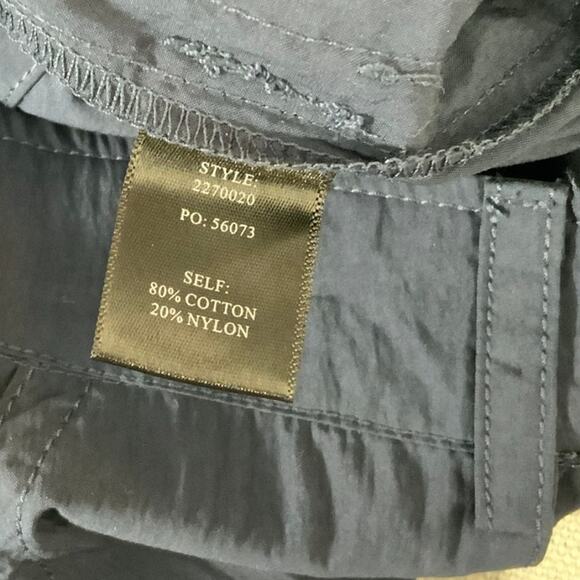 STYLE:
2270020
PO: 56073
SELF:
80% COTTON
20% NYLON